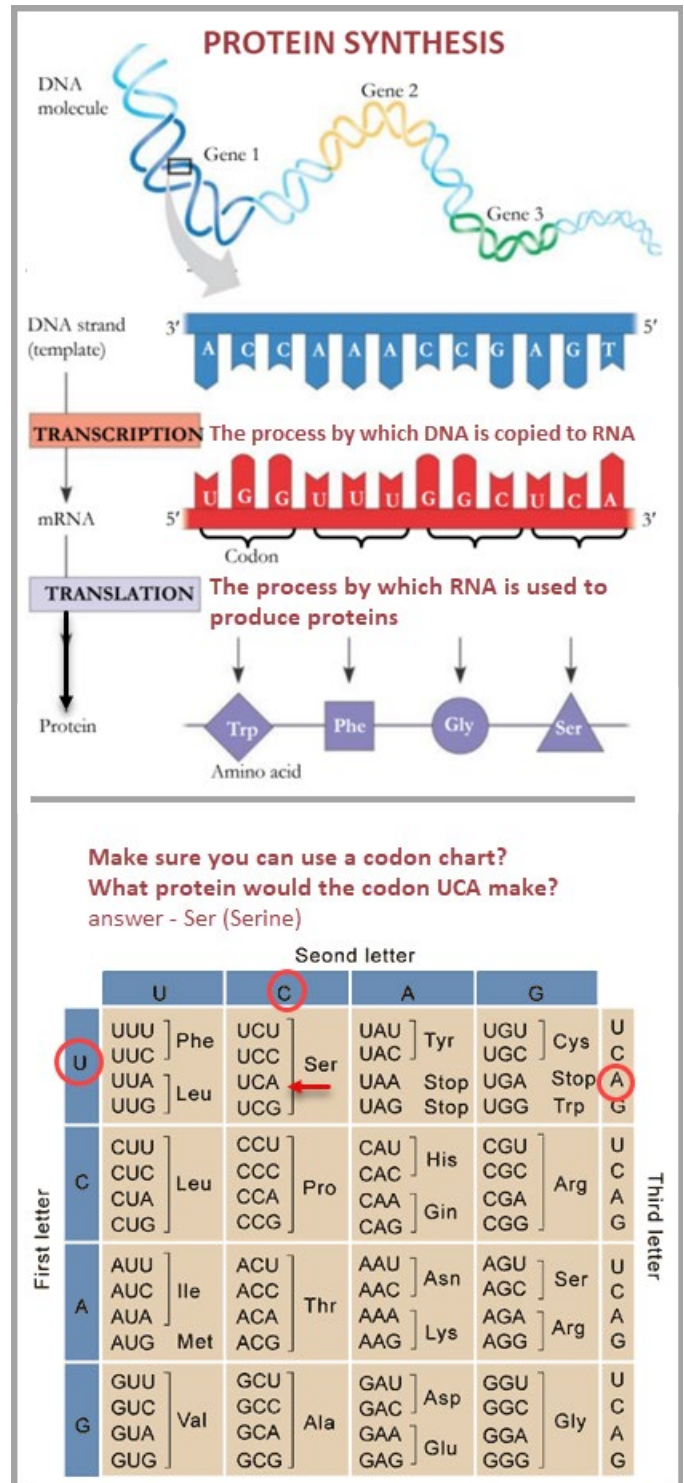 PROTEIN SYNTHESIS
DNA
molecule
Gene 1
Gene 2
Gene 3
DNA strand
(template)
3′ 5′
A C C A A A C C G A G T
TRANSCRIPTION The process by which DNA is copied to RNA
U G G U U U G G C U C A
mRNA
5′ 3′
Codon
TRANSLATION The process by which RNA is used to
produce proteins
Protein
Trp Phe Gly Ser
Amino acid
Make sure you can use a codon chart?
What protein would the codon UCA make?
answer - Ser (Serine)
Seond letter
U C A G
First letter
Third letter
U
UUU UCU UAU UGU U
UUC Phe UCC UAC Tyr UGC Cys C
UUA UCA Ser UAA Stop UGA Stop A
UUG Leu UCG UAG Stop UGG Trp G
C
CUU CCU CAU CGU U
CUC CCC CAC His CGC C
CUA Leu CCA Pro CAA CGA Arg A
CUG CCG CAG Gin CGG G
A
AUU ACU AAU AGU U
AUC Ile ACC AAC Asn AGC Ser C
AUA ACA Thr AAA AGA A
AUG Met ACG AAG Lys AGG Arg G
G
GUU GCU GAU GGU U
GUC GCC GAC Asp GGC C
GUA Val GCA Ala GAA GGA Gly A
GUG GCG GAG Glu GGG G